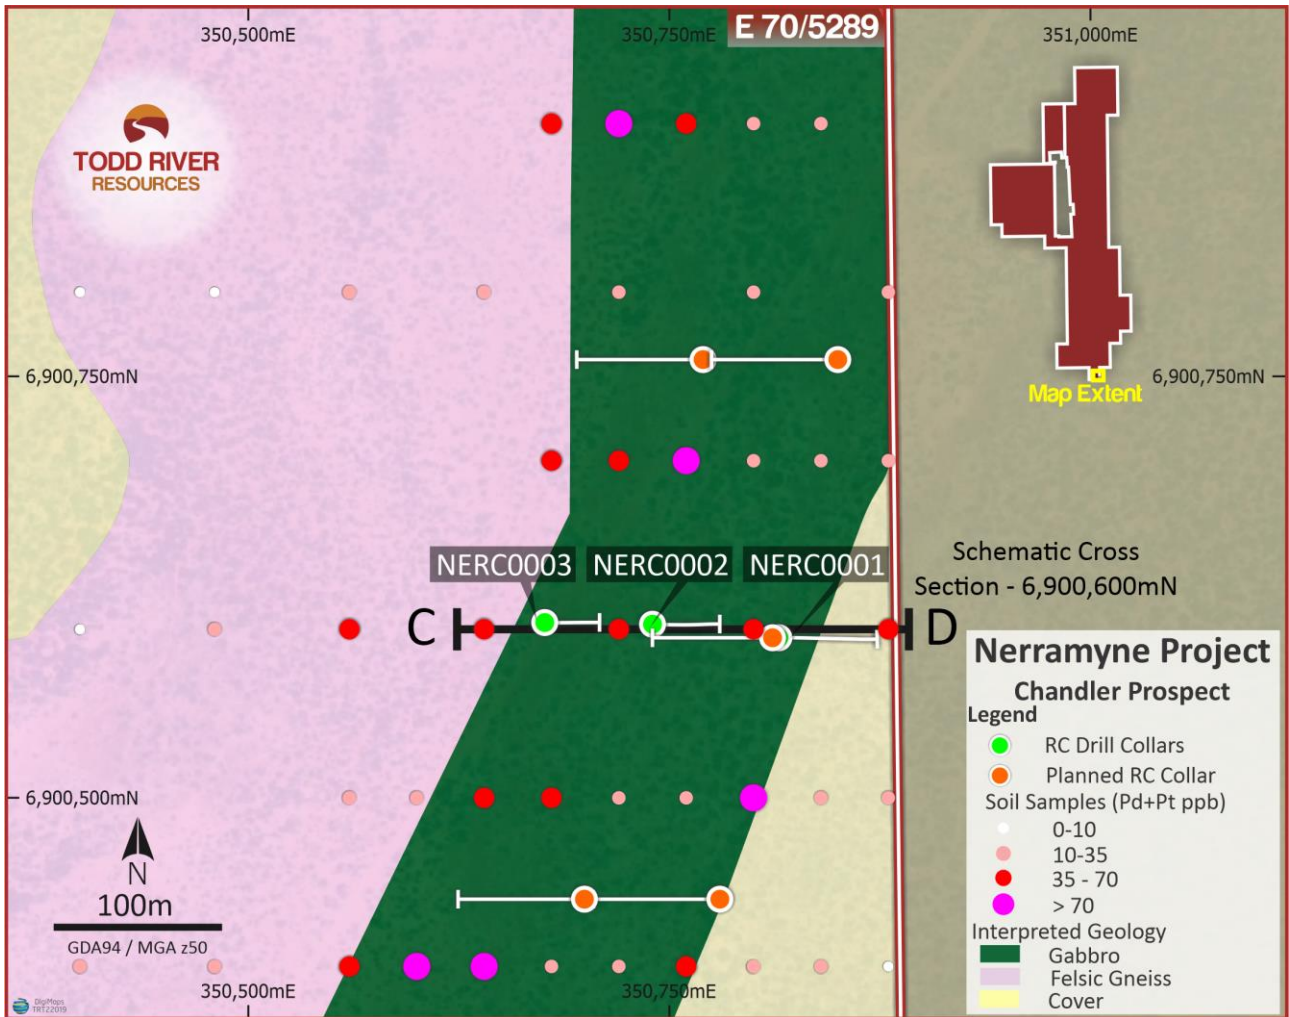 350,500mE
350,750mE
E 70/5289
351,000mE
TODD RIVER
RESOURCES
6,900,750mN
6,900,750mN
Map Extent
NERC0003
NERC0002
NERC0001
Schematic Cross
Section - 6,900,600mN
C
D
Nerramyne Project
Chandler Prospect
Legend
RC Drill Collars
Planned RC Collar
Soil Samples (Pd+Pt ppb)
0-10
10-35
35 - 70
> 70
Interpreted Geology
Gabbro
Felsic Gneiss
Cover
6,900,500mN
N
100m
GDA94 / MGA z50
350,500mE
350,750mE
DigiMaps
TRT22019